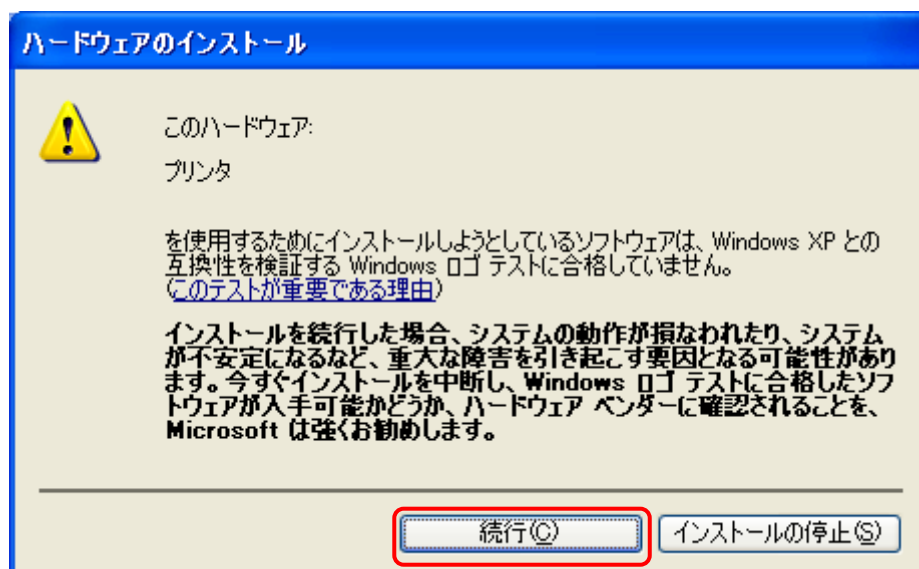 ハードウェアのインストール
このハードウェア:
プリンタ
を使用するためにインストールしようとしているソフトウェアは、Windows XP との
互換性を検証する Windows ロゴ テストに合格していません。
(このテストが重要である理由)
インストールを続行した場合、システムの動作が損なわれたり、システム
が不安定になるなど、重大な障害を引き起こす要因となる可能性があり
ます。今すぐインストールを中断し、Windows ロゴ テストに合格したソフ
トウェアが入手可能かどうか、ハードウェア ベンダーに確認されることを、
Microsoft は強くお勧めします。
続行(C)
インストールの停止(S)